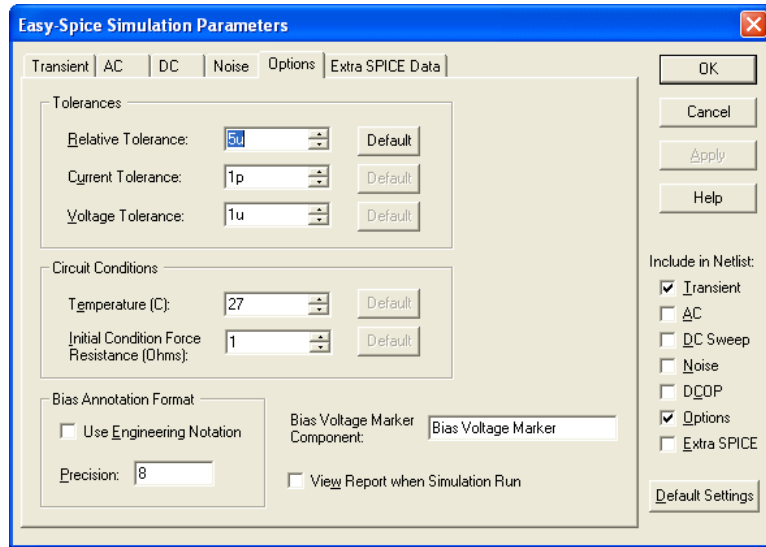 Easy-Spice Simulation Parameters
Transient AC DC Noise Options Extra SPICE Data
Tolerances
Relative Tolerance: 5u Default
Current Tolerance: 1p Default
Voltage Tolerance: 1u Default
Circuit Conditions
Temperature (C): 27 Default
Initial Condition Force
Resistance (Ohms): 1 Default
Bias Annotation Format
Use Engineering Notation
Precision: 8
Bias Voltage Marker
Component: Bias Voltage Marker
View Report when Simulation Run
OK
Cancel
Apply
Help
Include in Netlist:
Transient
AC
DC Sweep
Noise
DCOP
Options
Extra SPICE
Default Settings